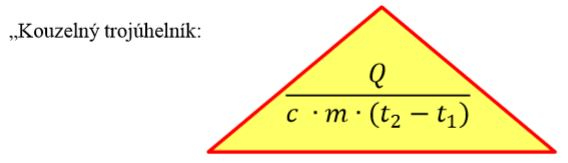 „Kouzelný trojúhelník:
Q
c · m · (t₂ − t₁)